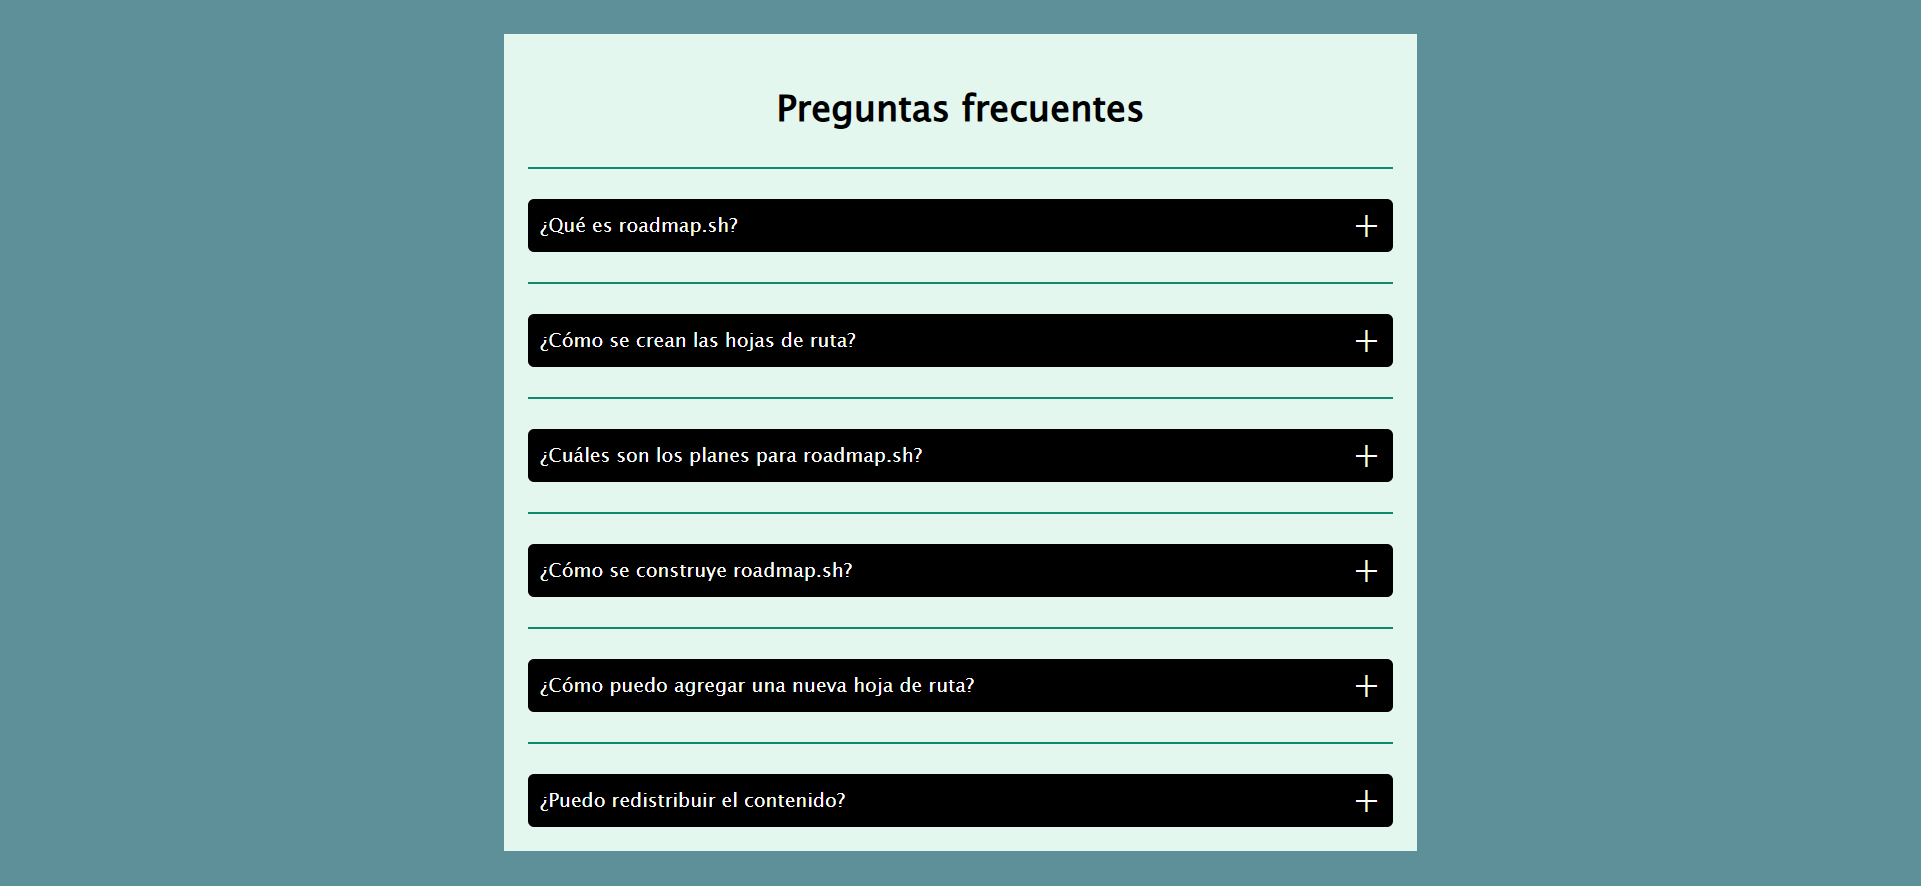 Preguntas frecuentes
¿Qué es roadmap.sh?
¿Cómo se crean las hojas de ruta?
¿Cuáles son los planes para roadmap.sh?
¿Cómo se construye roadmap.sh?
¿Cómo puedo agregar una nueva hoja de ruta?
¿Puedo redistribuir el contenido?